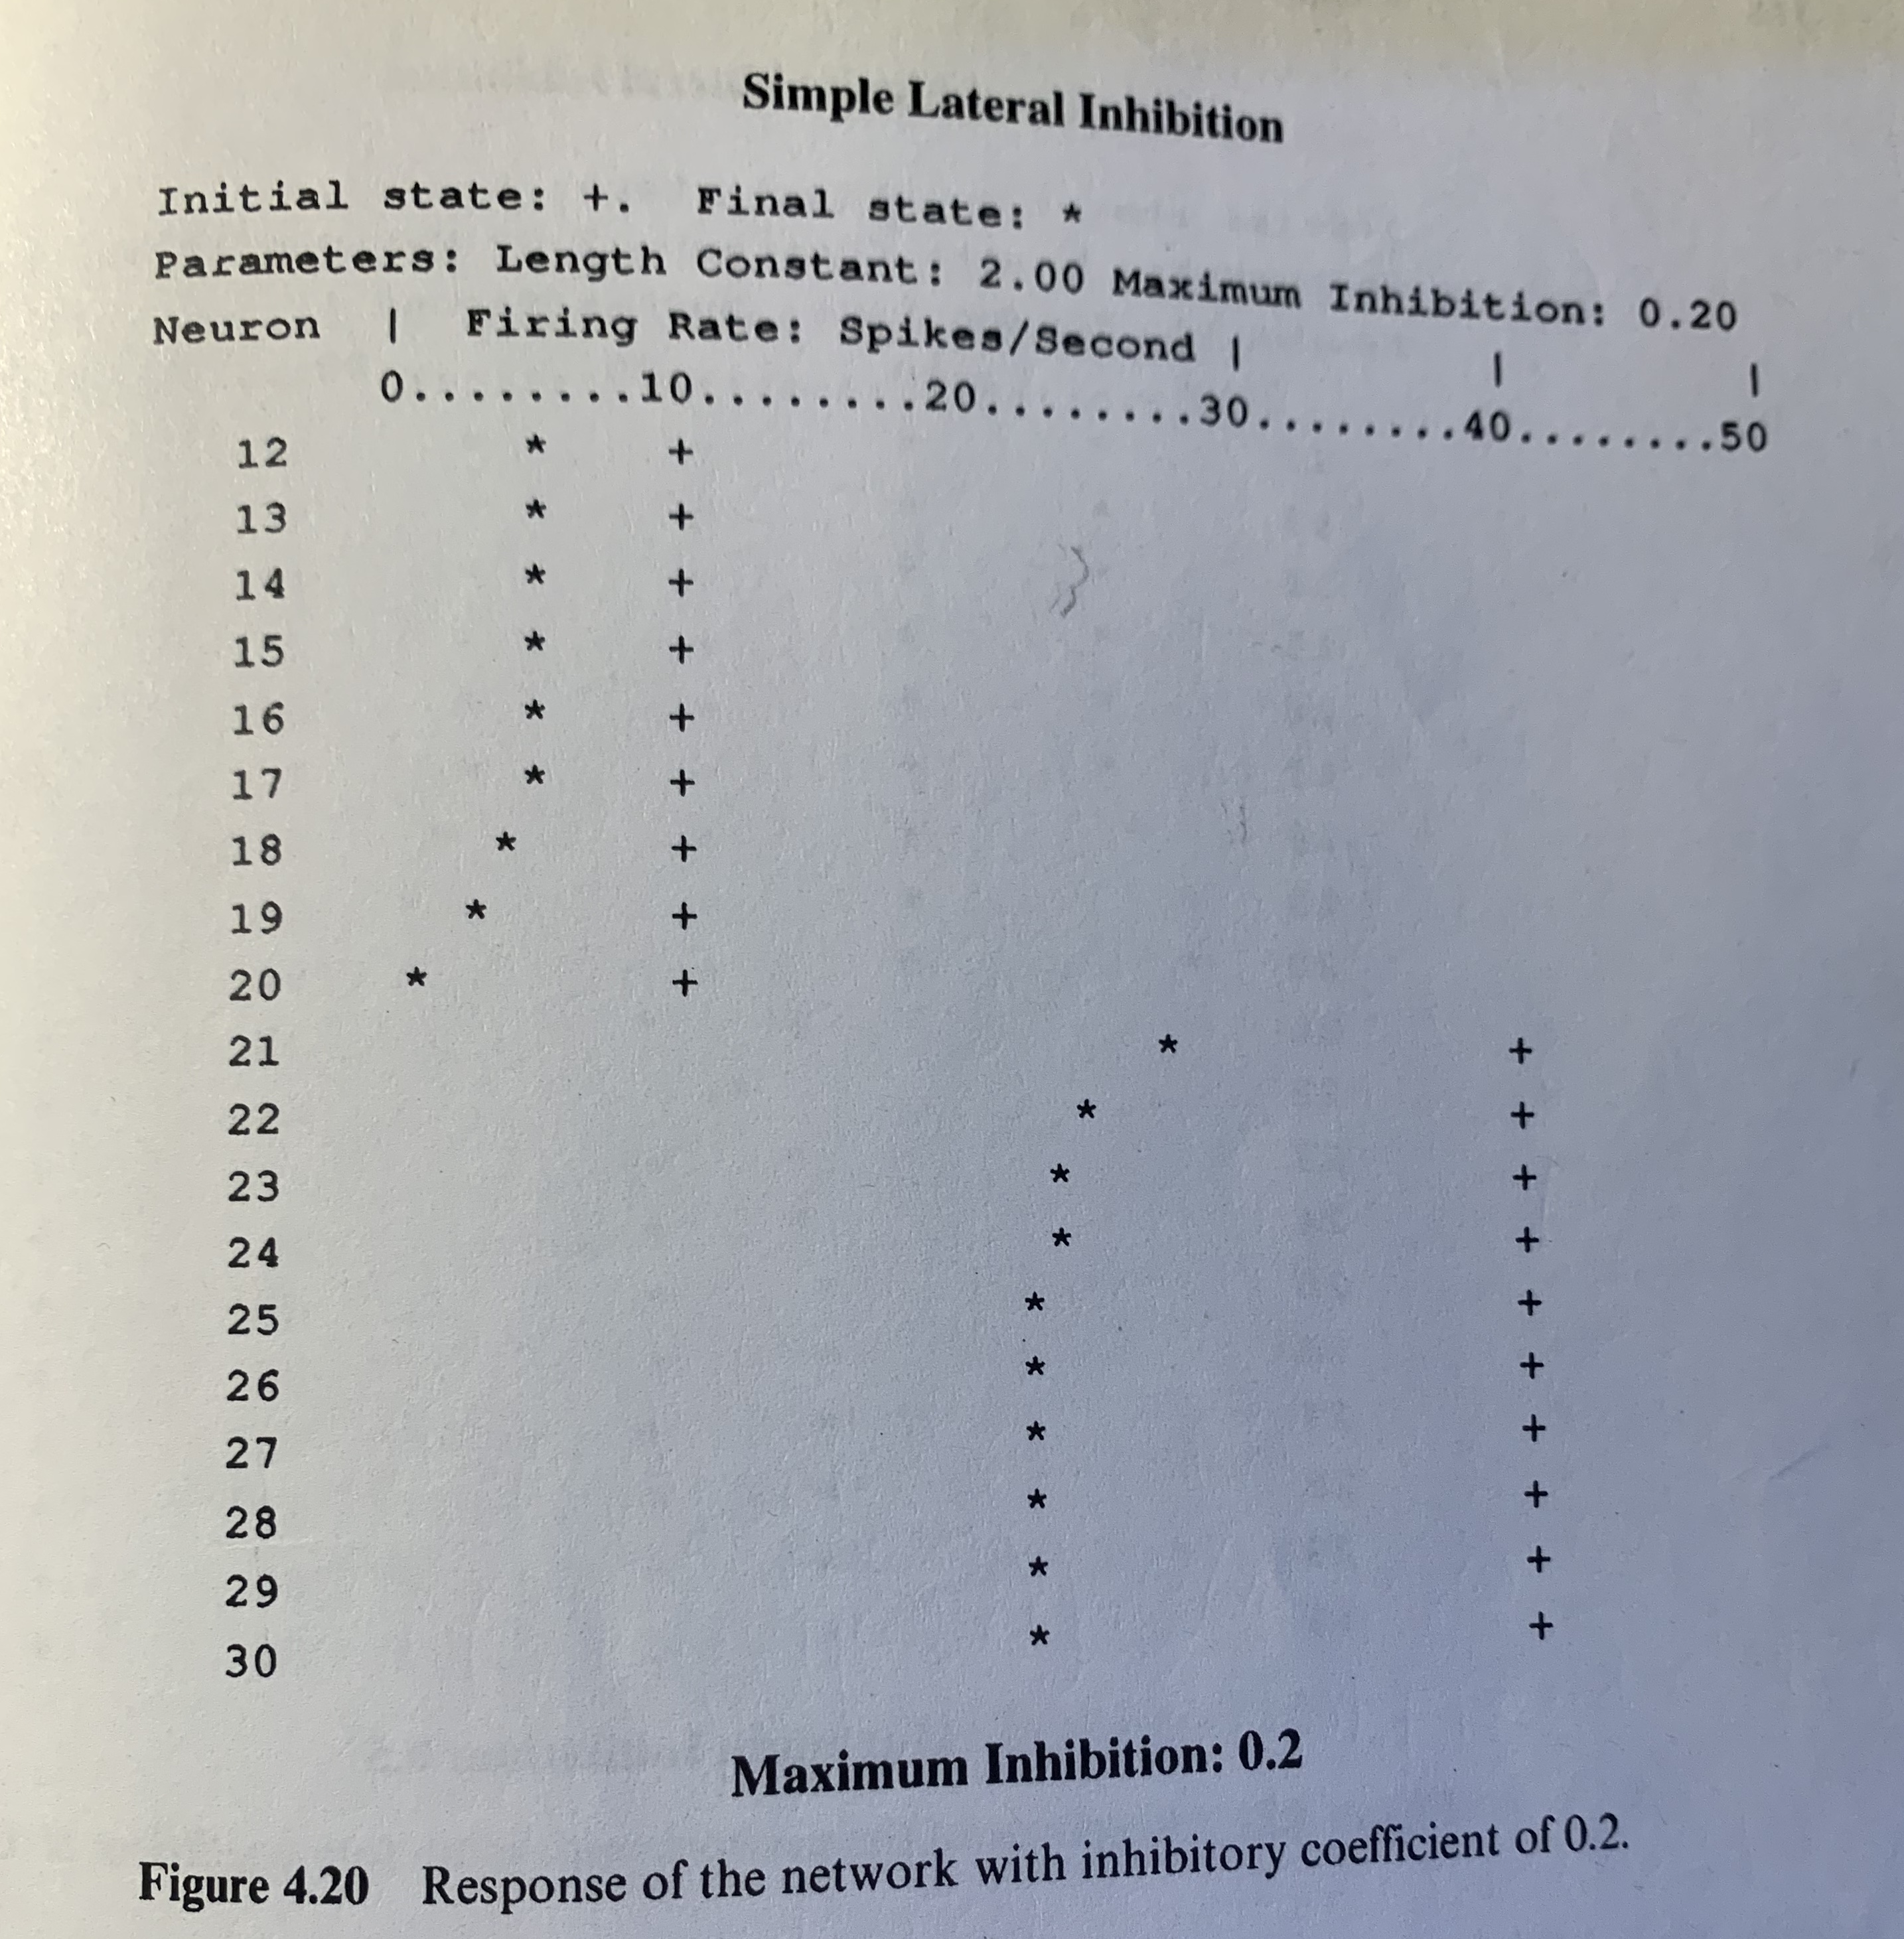 Simple Lateral Inhibition
Initial state: +. Final state: *
Parameters: Length Constant: 2.00 Maximum Inhibition: 0.20
Neuron | Firing Rate: Spikes/Second | | |
0........10........20........30........40........50
12 * +
13 * +
14 * +
15 * +
16 * +
17 * +
18 * +
19 * +
20 * +
21 * +
22 * +
23 * +
24 * +
25 * +
26 * +
27 * +
28 * +
29 * +
30 * +
Maximum Inhibition: 0.2
Figure 4.20 Response of the network with inhibitory coefficient of 0.2.